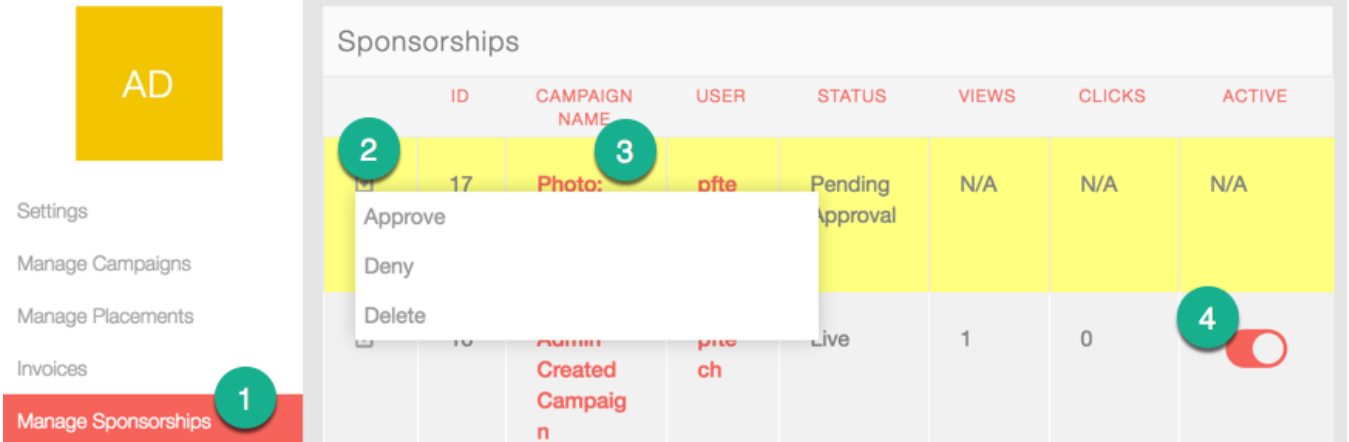 AD
Settings
Manage Campaigns
Manage Placements
Invoices
Manage Sponsorships
1
Sponsorships
ID CAMPAIGN NAME USER STATUS VIEWS CLICKS ACTIVE
2
3
17 Photo: pfte Pending Approval N/A N/A N/A
Approve
Deny
Delete
4
Admin Created Campaig n pfte ch Live 1 0